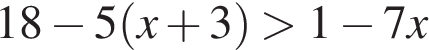 18 − 5(x + 3) > 1 − 7x